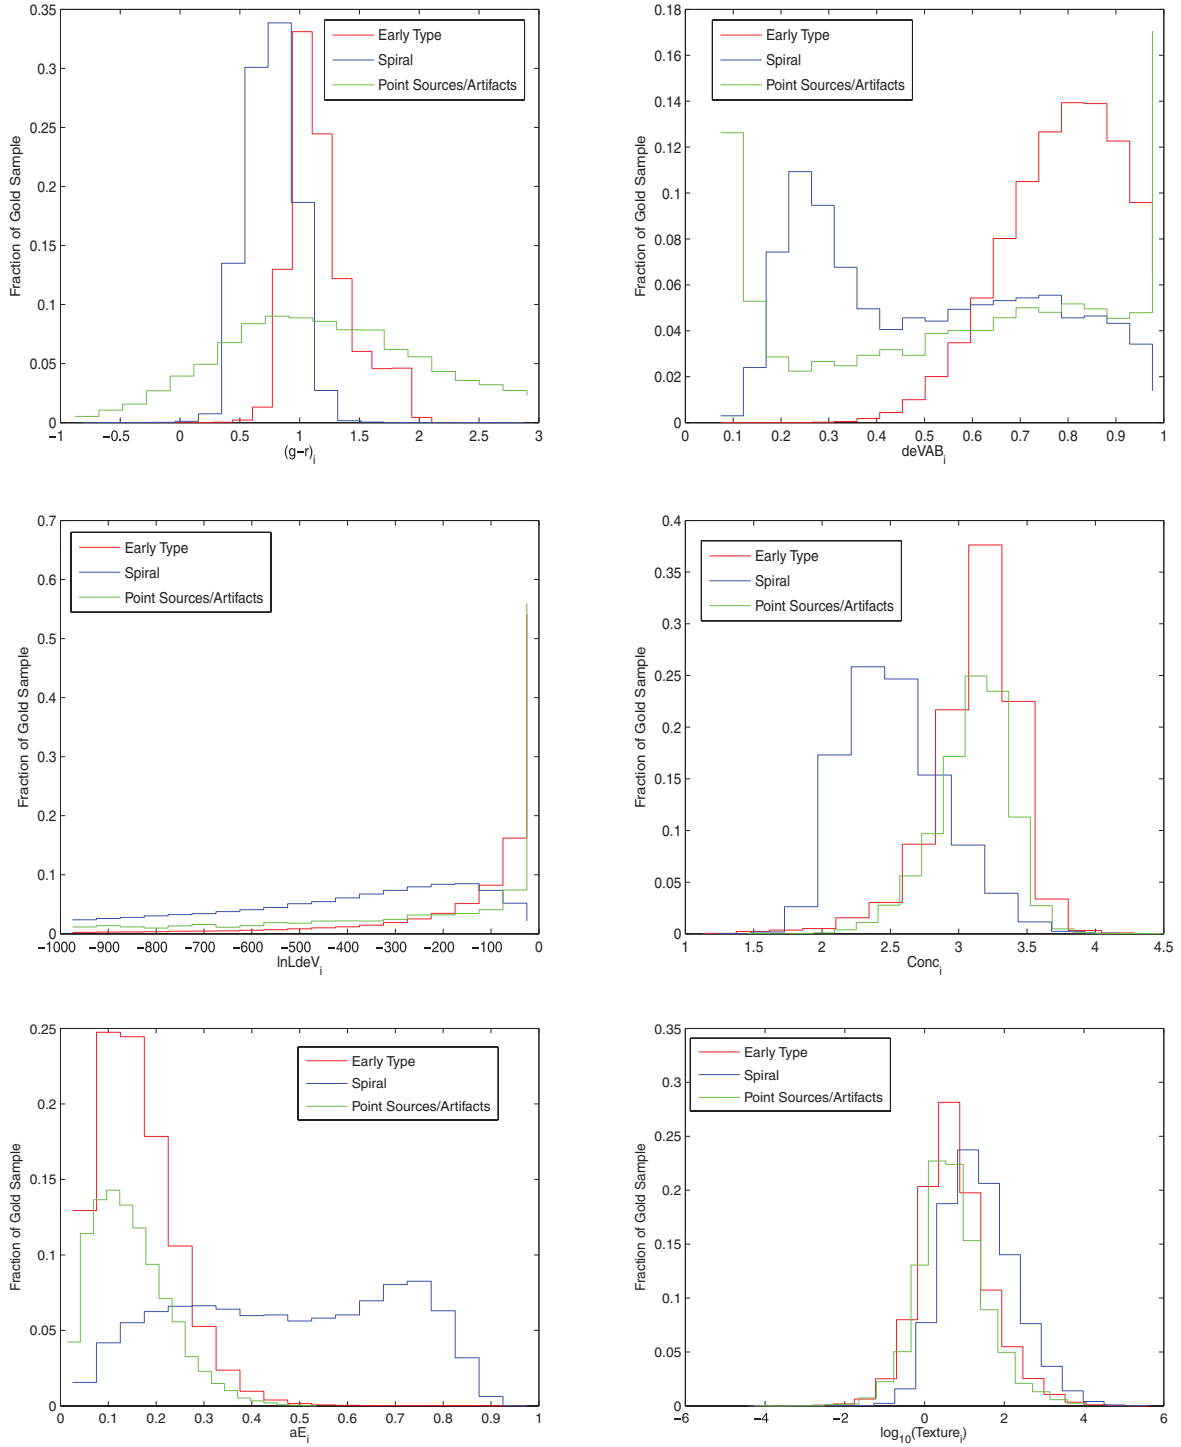 0.35
0.3
0.25
0.2
0.15
0.1
0.05
0
Fraction of Gold Sample
Early Type
Spiral
Point Sources/Artifacts
−1 −0.5 0 0.5 1 1.5 2 2.5 3
(g−r)i
0.18
0.16
0.14
0.12
0.1
0.08
0.06
0.04
0.02
0
Fraction of Gold Sample
Early Type
Spiral
Point Sources/Artifacts
0 0.1 0.2 0.3 0.4 0.5 0.6 0.7 0.8 0.9 1
deVABi
0.7
0.6
0.5
0.4
0.3
0.2
0.1
0
Fraction of Gold Sample
Early Type
Spiral
Point Sources/Artifacts
−1000 −900 −800 −700 −600 −500 −400 −300 −200 −100 0
lnLdeVi
0.4
0.35
0.3
0.25
0.2
0.15
0.1
0.05
0
Fraction of Gold Sample
Early Type
Spiral
Point Sources/Artifacts
1 1.5 2 2.5 3 3.5 4 4.5
Conci
0.25
0.2
0.15
0.1
0.05
0
Fraction of Gold Sample
Early Type
Spiral
Point Sources/Artifacts
0 0.1 0.2 0.3 0.4 0.5 0.6 0.7 0.8 0.9 1
aEi
0.35
0.3
0.25
0.2
0.15
0.1
0.05
0
Fraction of Gold Sample
Early Type
Spiral
Point Sources/Artifacts
−6 −4 −2 0 2 4 6
log10(Texturei)